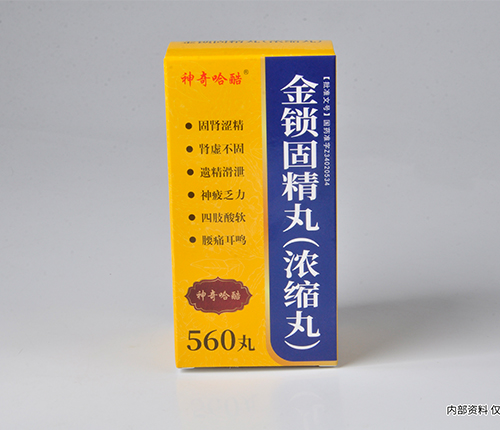 神奇哈酷®
固肾涩精
肾虚不固
遗精滑泄
神疲乏力
四肢酸软
腰痛耳鸣
神奇哈酷
560丸
金锁固精丸(浓缩丸)
【批准文号】国药准字Z34020534
内部资料 仅